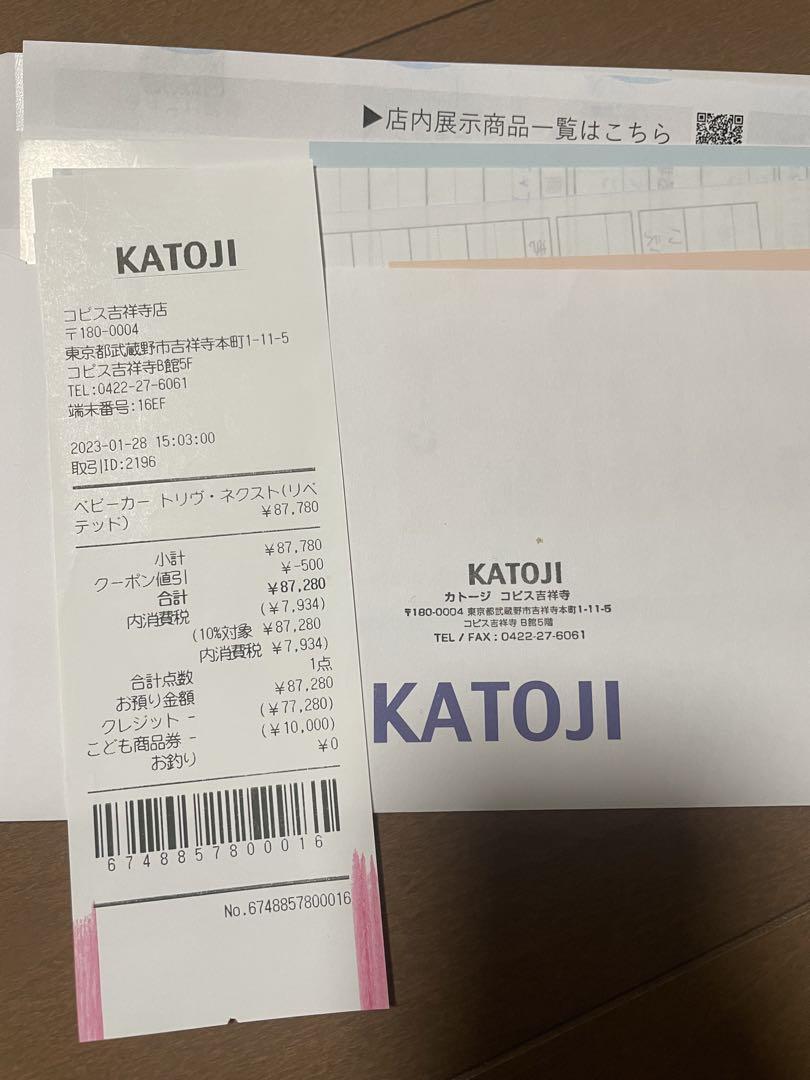 ▶店内展示商品一覧はこちら
KATOJI
コピス吉祥寺店
〒180-0004
東京都武蔵野市吉祥寺本町1-11-5
コピス吉祥寺B館5F
TEL:0422-27-6061
端末番号:16EF
2023-01-28 15:03:00
取引ID:2196
ベビーカー トリヴ・ネクスト(リベ
テッド) ¥87,780
小計 ¥87,780
クーポン値引 ¥-500
合計 ¥87,280
内消費税 (¥7,934)
(10%対象 ¥87,280
内消費税 ¥7,934)
合計点数 1点
お預り金額 ¥87,280
クレジット - (¥77,280)
こども商品券 - (¥10,000)
お釣り ¥0
6748857800016
No.6748857800016
KATOJI
カトージ コピス吉祥寺
〒180-0004 東京都武蔵野市吉祥寺本町1-11-5
コピス吉祥寺 B館5階
TEL / FAX : 0422-27-6061
KATOJI